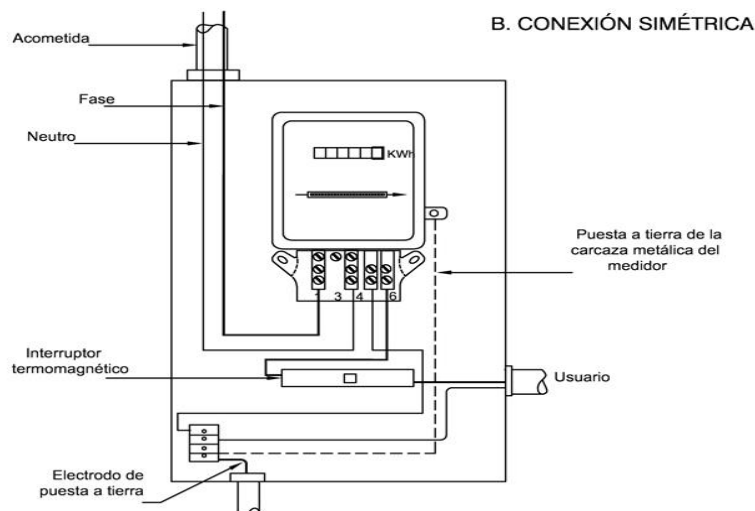 B. CONEXIÓN SIMÉTRICA
Acometida
Fase
Neutro
KWh
Puesta a tierra de la
carcaza metálica del
medidor
1 3 4 6
Interruptor
termomagnético
Usuario
Electrodo de
puesta a tierra